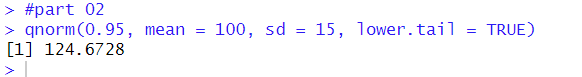 > #part 02
> qnorm(0.95, mean = 100, sd = 15, lower.tail = TRUE)
[1] 124.6728
>